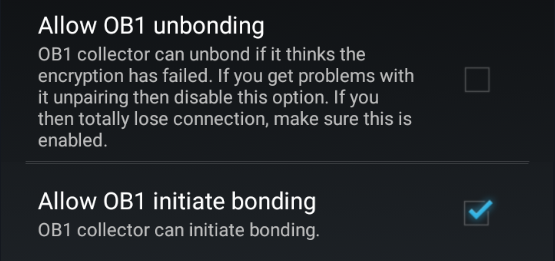 Allow OB1 unbonding
OB1 collector can unbond if it thinks the
encryption has failed. If you get problems with
it unpairing then disable this option. If you
then totally lose connection, make sure this is
enabled.
Allow OB1 initiate bonding
OB1 collector can initiate bonding.